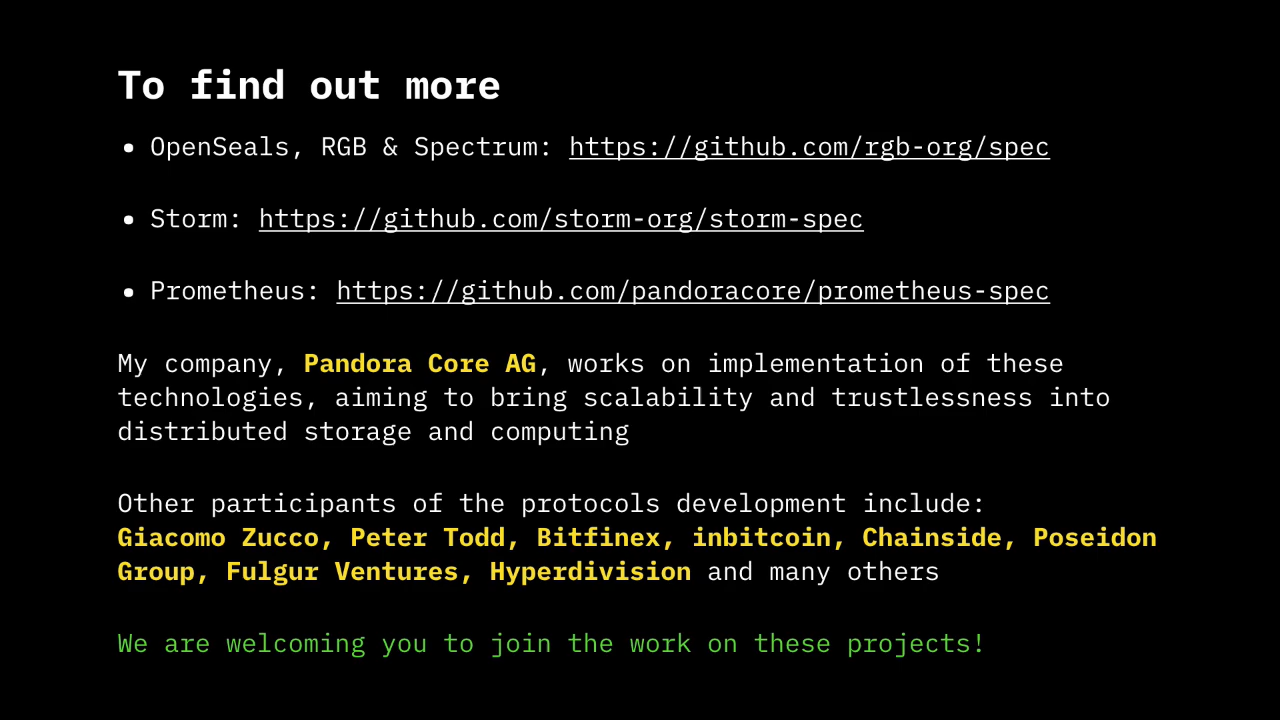 To find out more
• OpenSeals, RGB & Spectrum: https://github.com/rgb-org/spec
• Storm: https://github.com/storm-org/storm-spec
• Prometheus: https://github.com/pandoracore/prometheus-spec
My company, Pandora Core AG, works on implementation of these
technologies, aiming to bring scalability and trustlessness into
distributed storage and computing
Other participants of the protocols development include:
Giacomo Zucco, Peter Todd, Bitfinex, inbitcoin, Chainside, Poseidon
Group, Fulgur Ventures, Hyperdivision and many others
We are welcoming you to join the work on these projects!